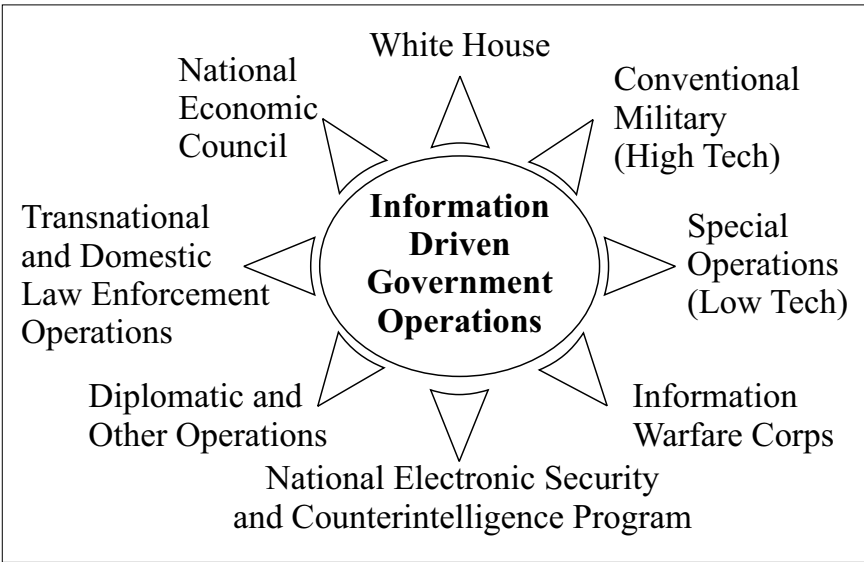 White House
National
Economic
Council
Conventional
Military
(High Tech)
Transnational
and Domestic
Law Enforcement
Operations
Information
Driven
Government
Operations
Special
Operations
(Low Tech)
Diplomatic and
Other Operations
Information
Warfare Corps
National Electronic Security
and Counterintelligence Program